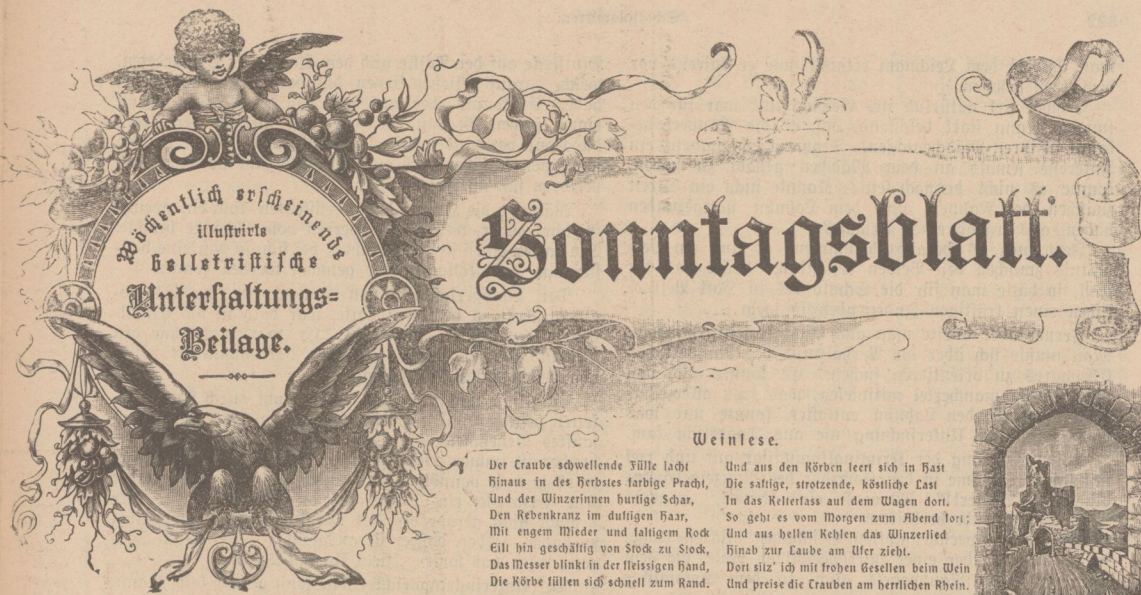 Wöchentlich erscheinende
illustrirte
belletristische
Unterhaltungs-
Beilage.
Sonntagsblatt.
Weinlese.
Der Traube schwellende Fülle lacht
Hinaus in des Herbstes farbige Pracht,
Und der Winzerinnen hurtige Schar,
Den Rebenkranz im duftigen Haar,
Mit engem Mieder und faltigem Rock
Eilt hin geschäftig von Stock zu Stock,
Das Messer blinkt in der fleissigen Hand,
Die Körbe füllen sich schnell zum Rand.
Und aus den Körben leert sich in Hast
Die saftige, strotzende, köstliche Last
In das Kelterfass auf dem Wagen dort.
So geht es vom Morgen zum Abend fort;
Und aus hellen Kehlen das Winzerlied
Hinab zur Laube am Ufer zieht.
Dort sitz' ich mit frohen Gesellen beim Wein
Und preise die Trauben am herrlichen Rhein.